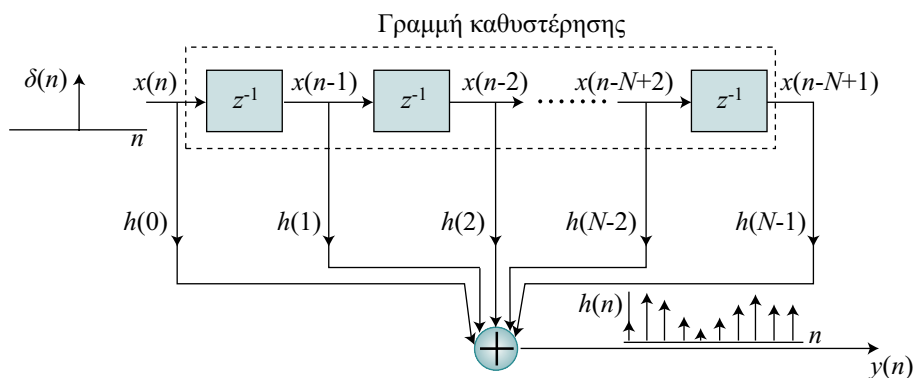 Γραμμή καθυστέρησης
δ(n)
x(n)
x(n-1)
x(n-2)
x(n-N+2)
x(n-N+1)
z⁻¹
z⁻¹
z⁻¹
n
h(0)
h(1)
h(2)
h(N-2)
h(N-1)
h(n)
n
y(n)